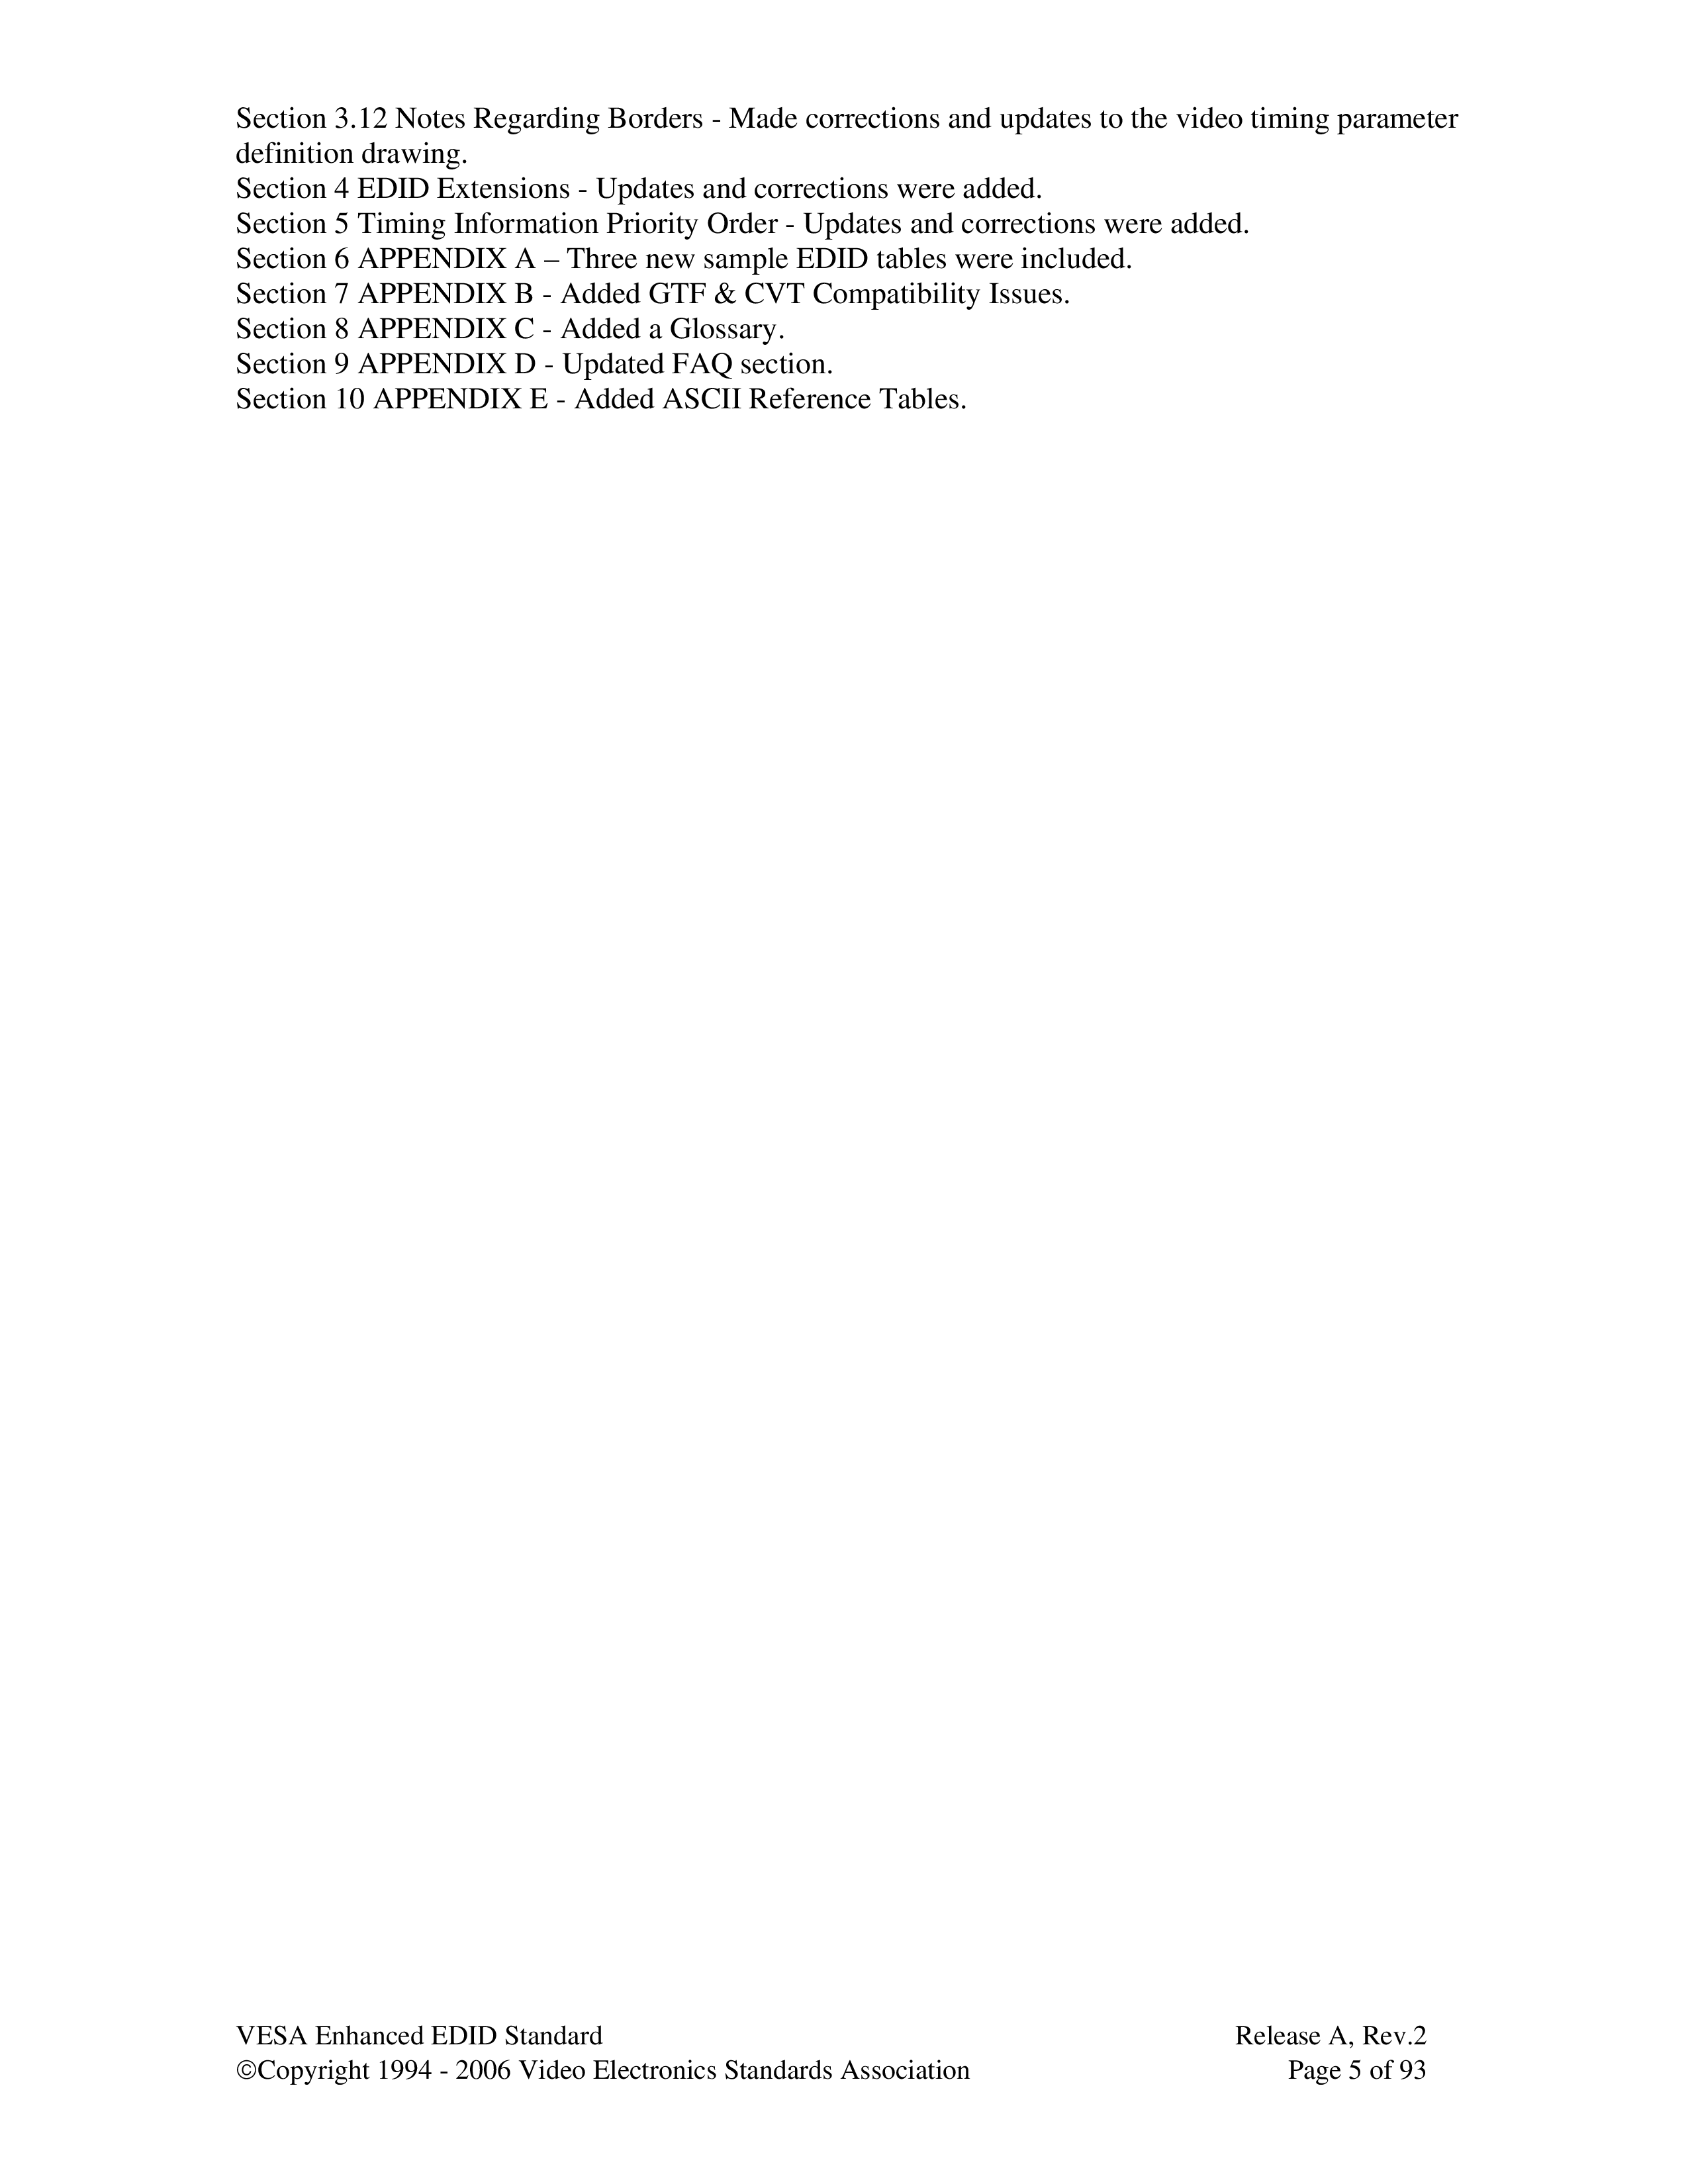 Section 3.12 Notes Regarding Borders - Made corrections and updates to the video timing parameter
definition drawing.
Section 4 EDID Extensions - Updates and corrections were added.
Section 5 Timing Information Priority Order - Updates and corrections were added.
Section 6 APPENDIX A – Three new sample EDID tables were included.
Section 7 APPENDIX B - Added GTF & CVT Compatibility Issues.
Section 8 APPENDIX C - Added a Glossary.
Section 9 APPENDIX D - Updated FAQ section.
Section 10 APPENDIX E - Added ASCII Reference Tables.
VESA Enhanced EDID Standard Release A, Rev.2
©Copyright 1994 - 2006 Video Electronics Standards Association Page 5 of 93